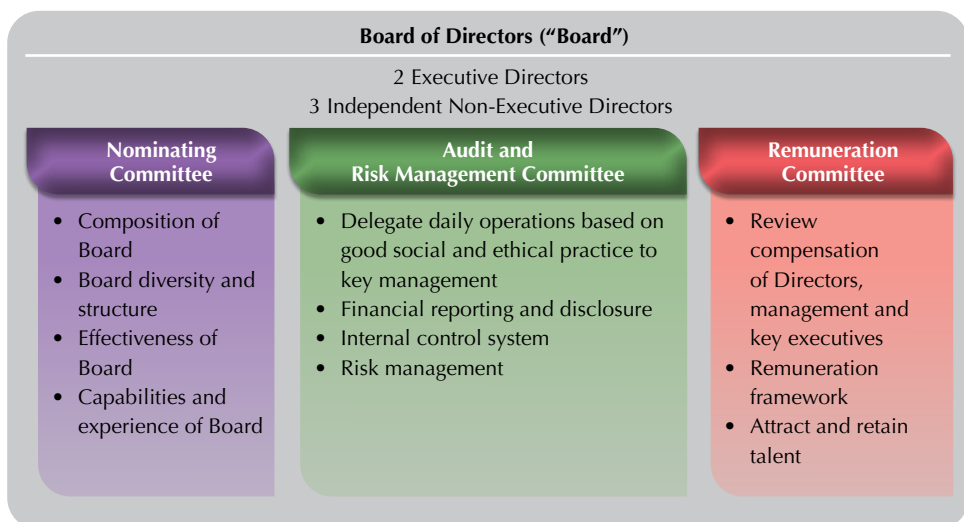 Board of Directors (“Board”)
2 Executive Directors
3 Independent Non-Executive Directors
Nominating
Committee
• Composition of
Board
• Board diversity and
structure
• Effectiveness of
Board
• Capabilities and
experience of Board
Audit and
Risk Management Committee
• Delegate daily operations based on
good social and ethical practice to
key management
• Financial reporting and disclosure
• Internal control system
• Risk management
Remuneration
Committee
• Review
compensation
of Directors,
management and
key executives
• Remuneration
framework
• Attract and retain
talent